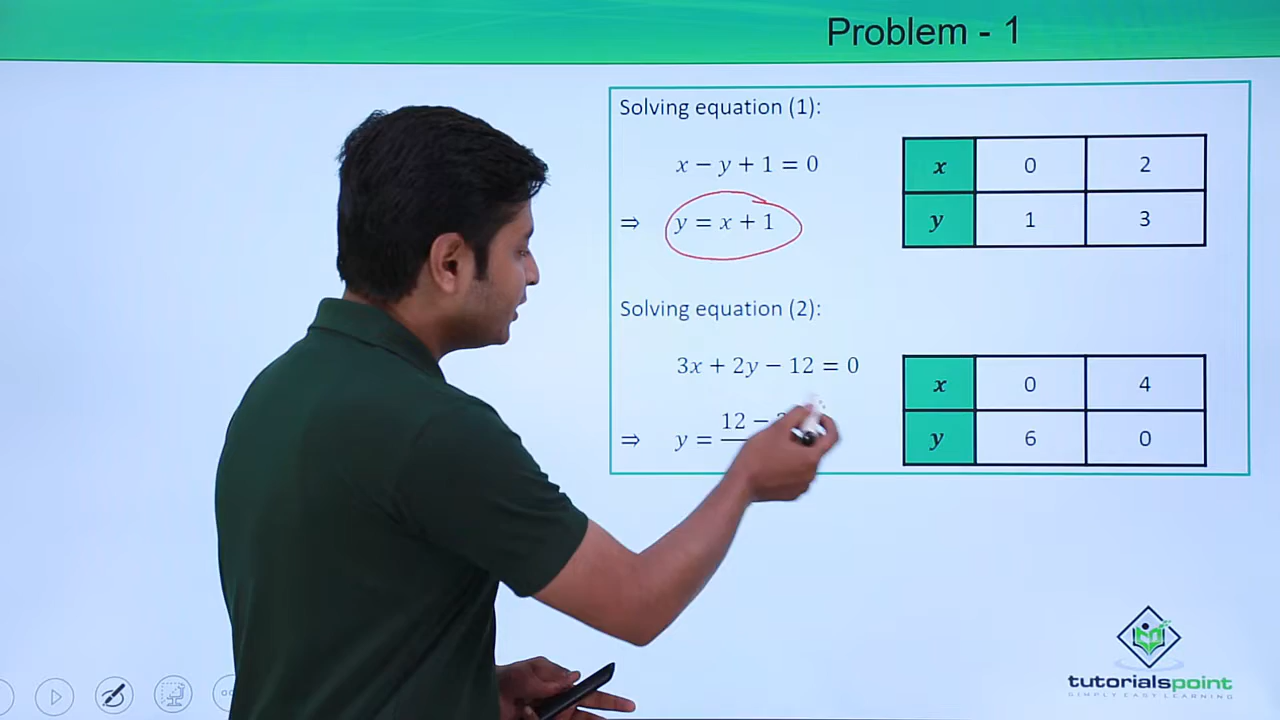 Problem - 1
Solving equation (1):
x − y + 1 = 0
⇒ y = x + 1
x 0 2
y 1 3
Solving equation (2):
3x + 2y − 12 = 0
⇒ y = 12 −
x 0 4
y 6 0
tutorialspoint
SIMPLY EASY LEARNING